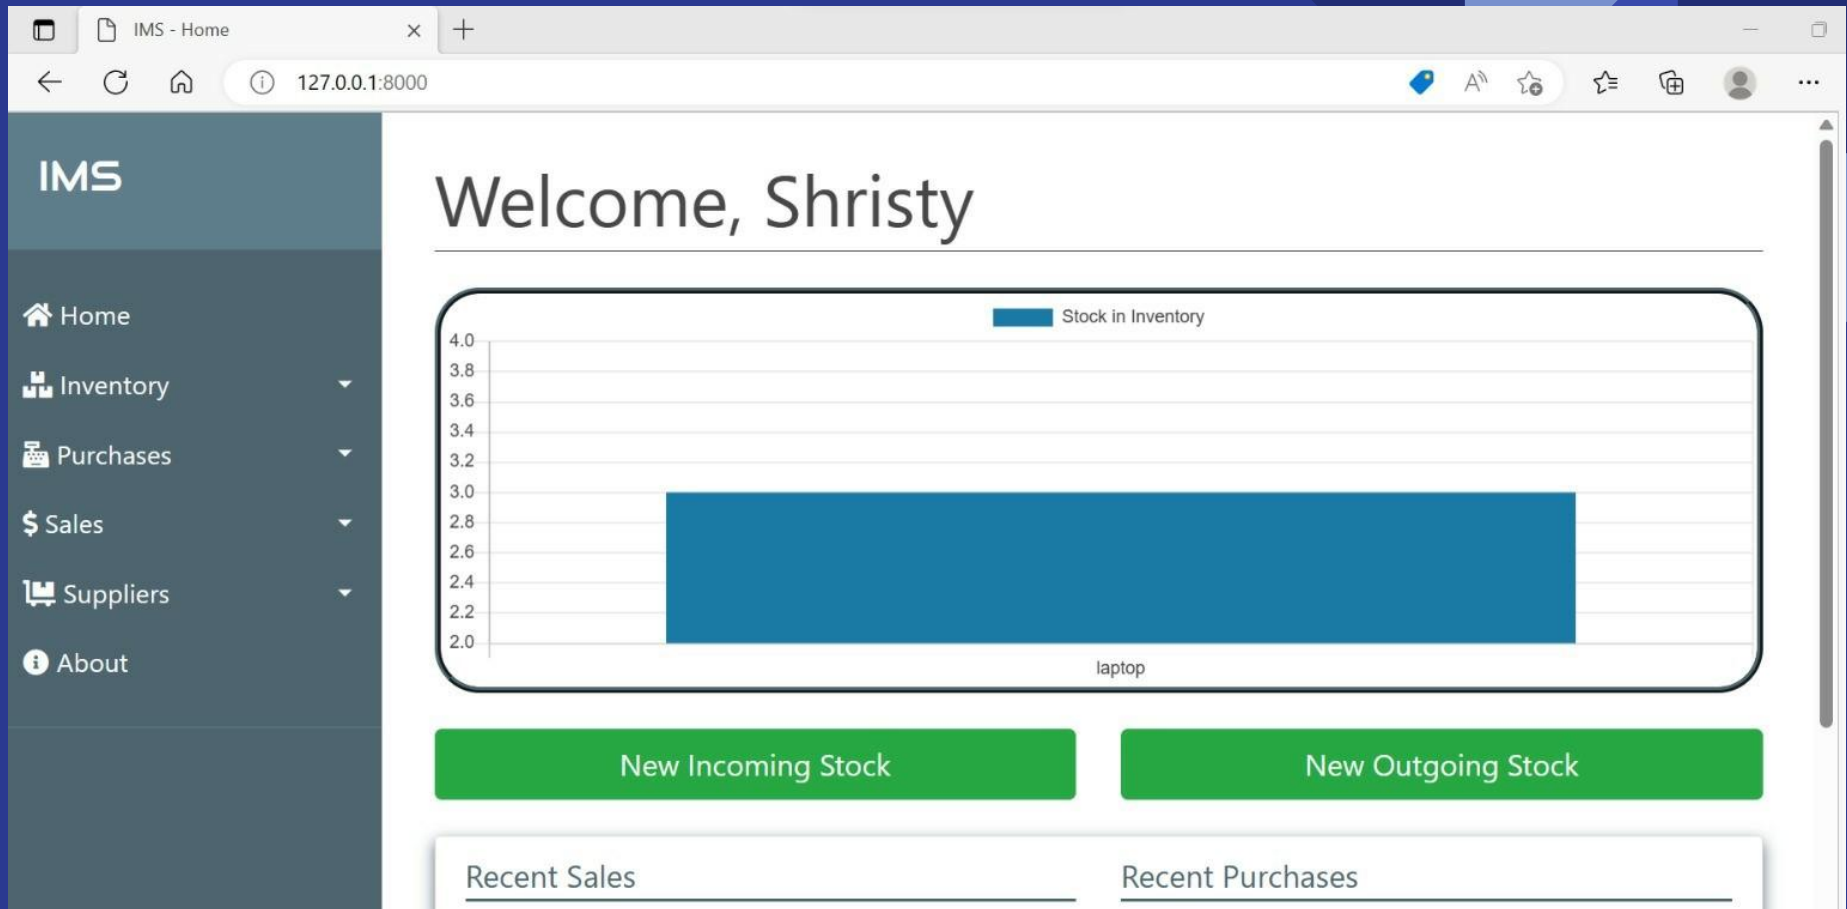 IMS - Home
127.0.0.1:8000
IMS
Home
Inventory
Purchases
$ Sales
Suppliers
About
Welcome, Shristy
Stock in Inventory
4.0
3.8
3.6
3.4
3.2
3.0
2.8
2.6
2.4
2.2
2.0
laptop
New Incoming Stock
New Outgoing Stock
Recent Sales
Recent Purchases